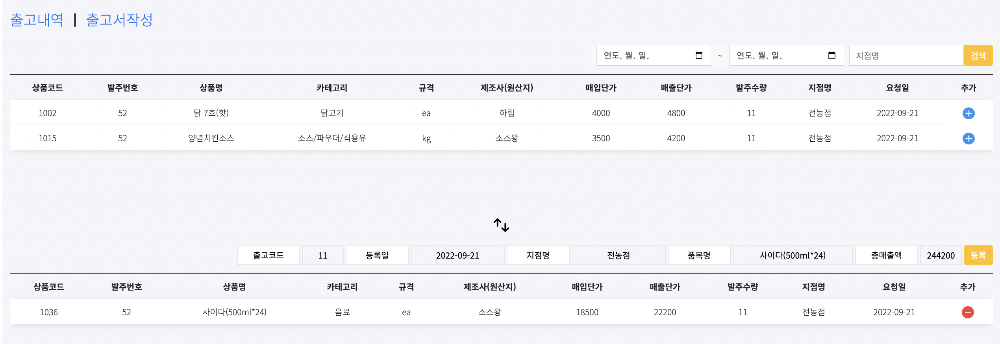 출고내역 | 출고서작성
연도. 월. 일. ~ 연도. 월. 일. 지점명 검색
상품코드 발주번호 상품명 카테고리 규격 제조사(원산지) 매입단가 매출단가 발주수량 지점명 요청일 추가
1002 52 닭 7호(핫) 닭고기 ea 하림 4000 4800 11 전농점 2022-09-21
1015 52 양념치킨소스 소스/파우더/식용유 kg 소스왕 3500 4200 11 전농점 2022-09-21
출고코드 11 등록일 2022-09-21 지점명 전농점 품목명 사이다(500ml*24) 총매출액 244200 등록
상품코드 발주번호 상품명 카테고리 규격 제조사(원산지) 매입단가 매출단가 발주수량 지점명 요청일 추가
1036 52 사이다(500ml*24) 음료 ea 소스왕 18500 22200 11 전농점 2022-09-21